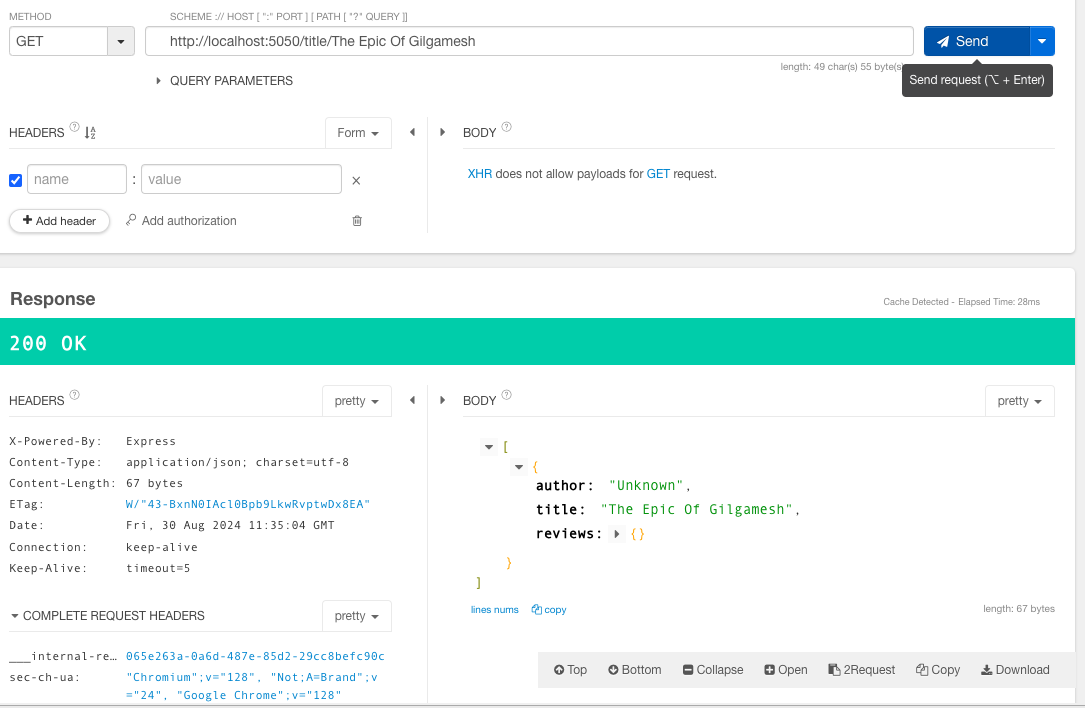 METHOD
SCHEME :// HOST [ ":" PORT ] [ PATH [ "?" QUERY ]]
GET
http://localhost:5050/title/The Epic Of Gilgamesh
Send
length: 49 char(s) 55 byte(s)
Send request (⌥ + Enter)
QUERY PARAMETERS
HEADERS ?
Form
BODY ?
XHR does not allow payloads for GET request.
name : value
Add header
Add authorization
Response
Cache Detected - Elapsed Time: 28ms
200 OK
HEADERS ?
pretty
BODY ?
pretty
X-Powered-By: Express
Content-Type: application/json; charset=utf-8
Content-Length: 67 bytes
ETag: W/"43-BxnN0IAcl0Bpb9LkwRvptwDx8EA"
Date: Fri, 30 Aug 2024 11:35:04 GMT
Connection: keep-alive
Keep-Alive: timeout=5
[
{
author: "Unknown",
title: "The Epic Of Gilgamesh",
reviews: {}
}
]
lines nums
copy
length: 67 bytes
COMPLETE REQUEST HEADERS
pretty
___internal-re… 065e263a-0a6d-487e-85d2-29cc8befc90c
sec-ch-ua: "Chromium";v="128", "Not;A=Brand";v
="24", "Google Chrome";v="128"
Top
Bottom
Collapse
Open
2Request
Copy
Download